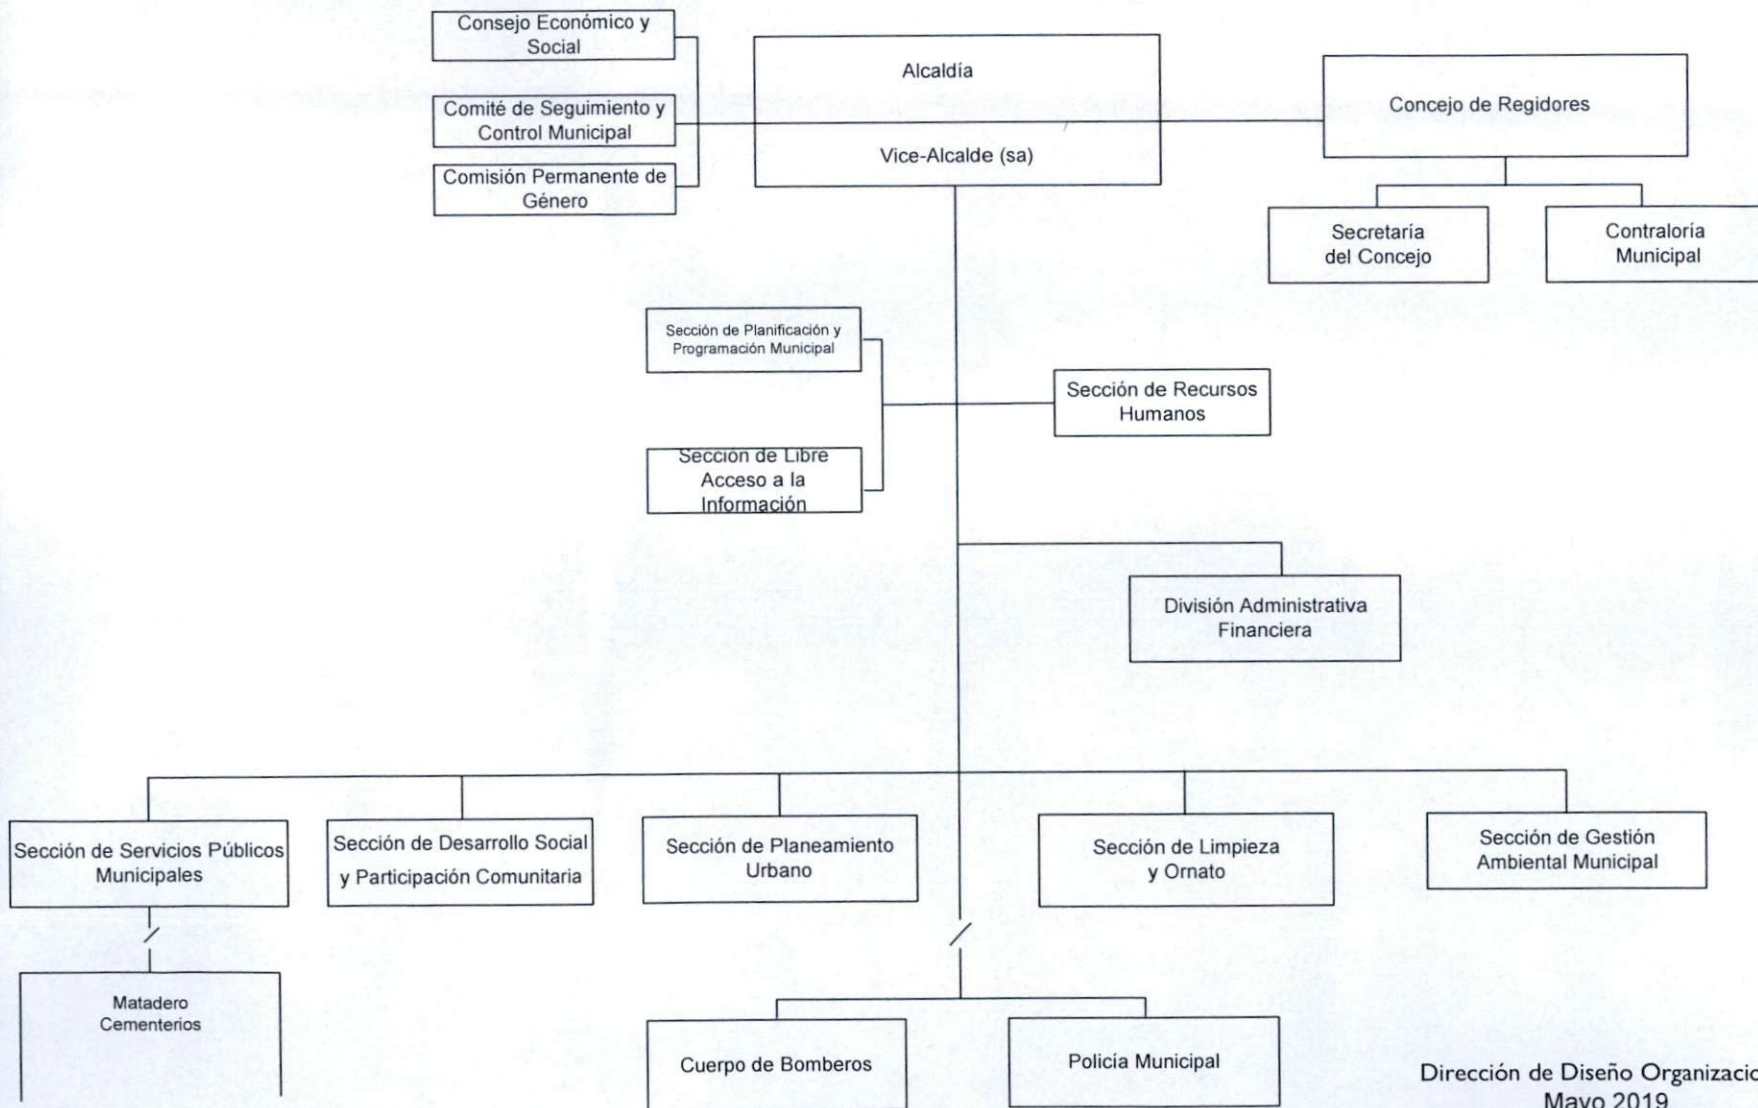 Consejo Económico y
Social
Alcaldía
Comité de Seguimiento y
Control Municipal
Vice-Alcalde (sa)
Comisión Permanente de
Género
Concejo de Regidores
Secretaría
del Concejo
Contraloría
Municipal
Sección de Planificación y
Programación Municipal
Sección de Recursos
Humanos
Sección de Libre
Acceso a la
Información
División Administrativa
Financiera
Sección de Servicios Públicos
Municipales
Sección de Desarrollo Social
y Participación Comunitaria
Sección de Planeamiento
Urbano
Sección de Limpieza
y Ornato
Sección de Gestión
Ambiental Municipal
Matadero
Cementerios
Cuerpo de Bomberos
Policía Municipal
Dirección de Diseño Organizacio
Mayo 2019